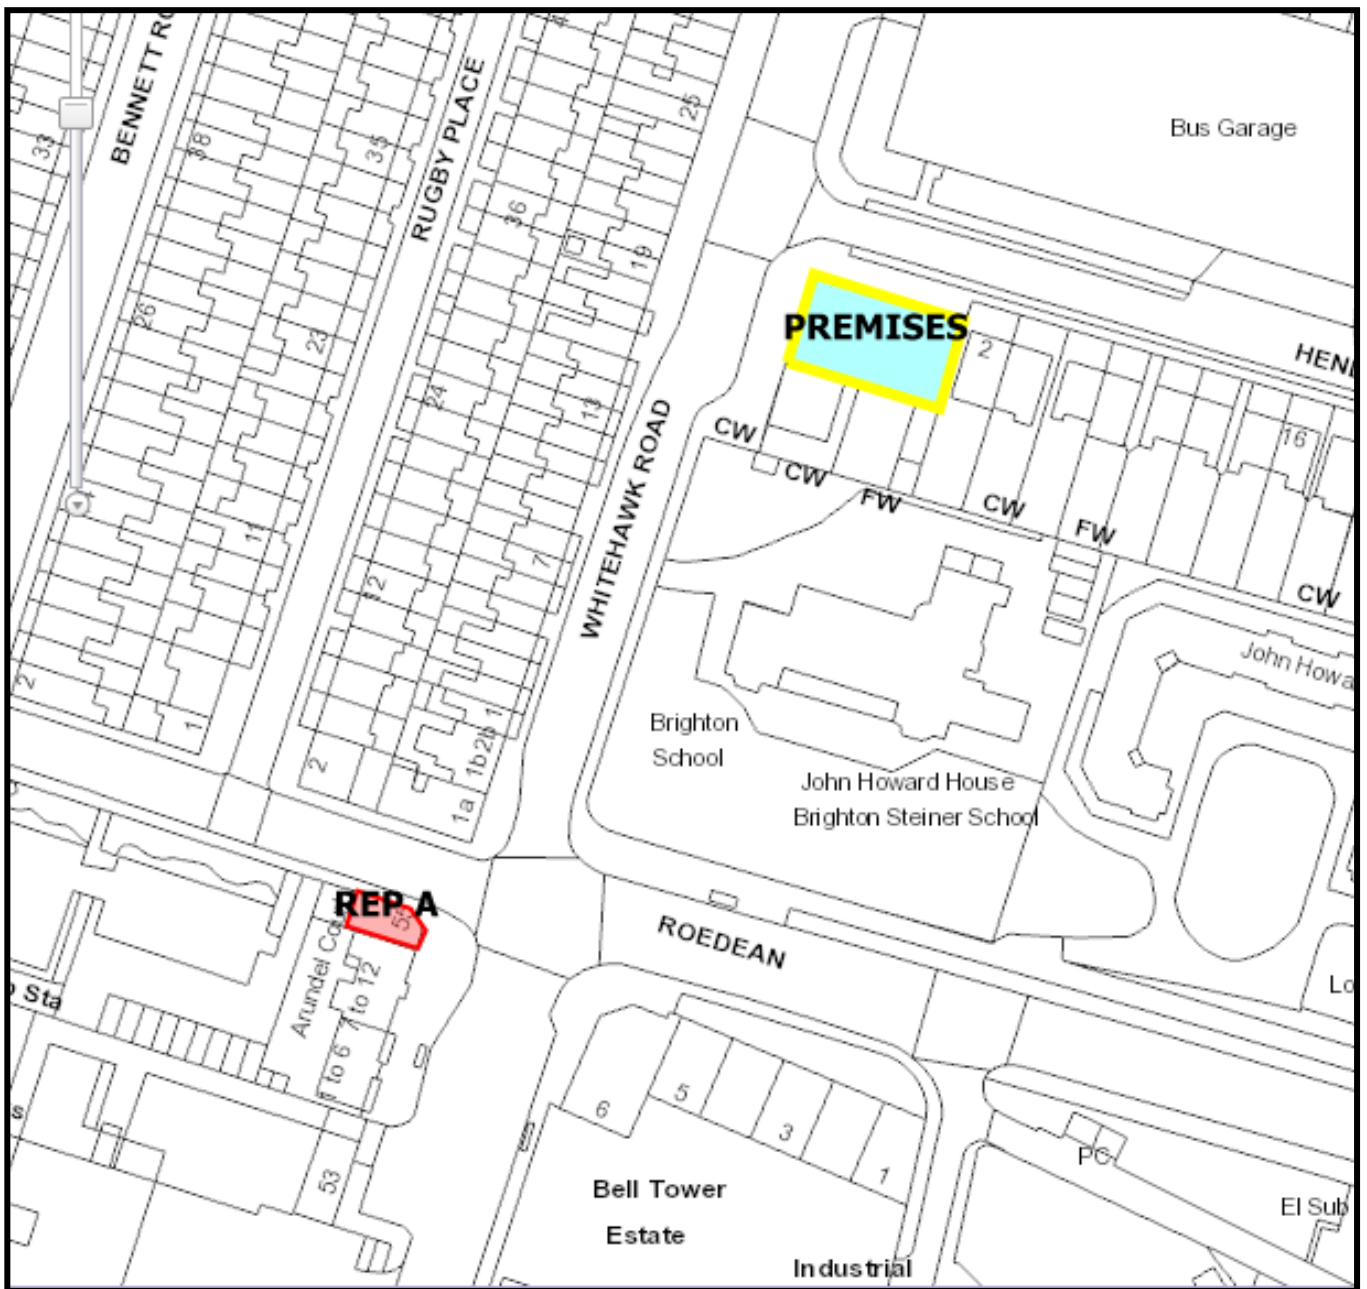 BENNETT RO
RUGBY PLACE
Bus Garage
33
38
35
25
36
19
26
23
24
13
PREMISES
2
HEN
16
WHITEHAWK ROAD
CW
CW
FW
CW
FW
CW
11
12
7
2
1
2
1a
1b
2b
1
Brighton
School
John Howard House
Brighton Steiner School
John Howa
REP A
ROEDEAN
Arundel Co
7 to 12
1 to 6
Sta
Lo
s
53
6
5
3
1
PC
El Sub
Bell Tower
Estate
Industrial